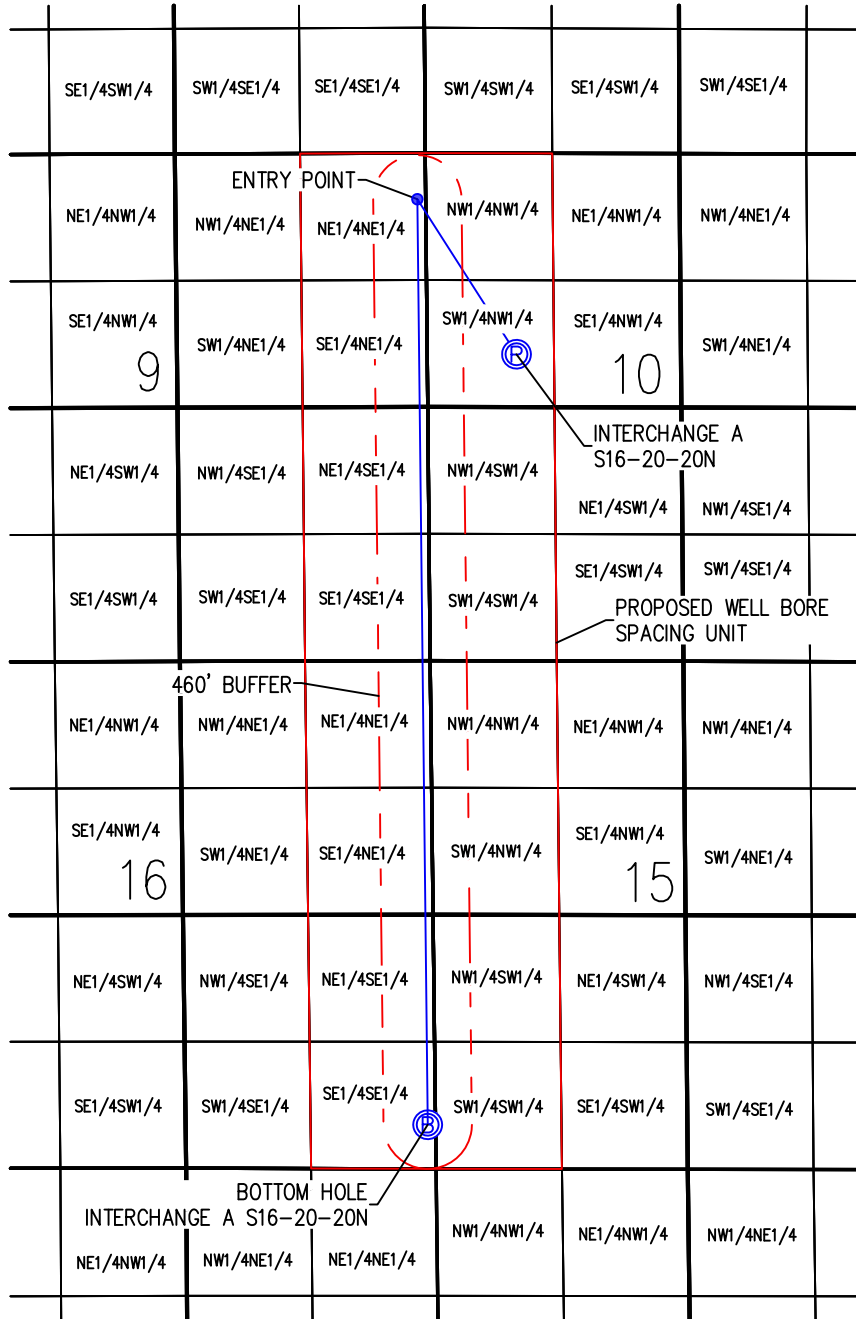 SE1/4SW1/4 SW1/4SE1/4 SE1/4SE1/4 SW1/4SW1/4 SE1/4SW1/4 SW1/4SE1/4
ENTRY POINT
NE1/4NW1/4 NW1/4NE1/4 NE1/4NE1/4 NW1/4NW1/4 NE1/4NW1/4 NW1/4NE1/4
SE1/4NW1/4 SW1/4NE1/4 SE1/4NE1/4 SW1/4NW1/4 SE1/4NW1/4 SW1/4NE1/4
9
R
10
INTERCHANGE A
S16-20-20N
NE1/4SW1/4 NW1/4SE1/4 NE1/4SE1/4 NW1/4SW1/4 NE1/4SW1/4 NW1/4SE1/4
SE1/4SW1/4 SW1/4SE1/4 SE1/4SE1/4 SW1/4SW1/4 SE1/4SW1/4 SW1/4SE1/4
PROPOSED WELL BORE
SPACING UNIT
460' BUFFER
NE1/4NW1/4 NW1/4NE1/4 NE1/4NE1/4 NW1/4NW1/4 NE1/4NW1/4 NW1/4NE1/4
SE1/4NW1/4 SW1/4NE1/4 SE1/4NE1/4 SW1/4NW1/4 SE1/4NW1/4 SW1/4NE1/4
16
15
NE1/4SW1/4 NW1/4SE1/4 NE1/4SE1/4 NW1/4SW1/4 NE1/4SW1/4 NW1/4SE1/4
SE1/4SW1/4 SW1/4SE1/4 SE1/4SE1/4 SW1/4SW1/4 SE1/4SW1/4 SW1/4SE1/4
B
BOTTOM HOLE
INTERCHANGE A S16-20-20N
NE1/4NW1/4 NW1/4NE1/4 NE1/4NE1/4 NW1/4NW1/4 NE1/4NW1/4 NW1/4NE1/4